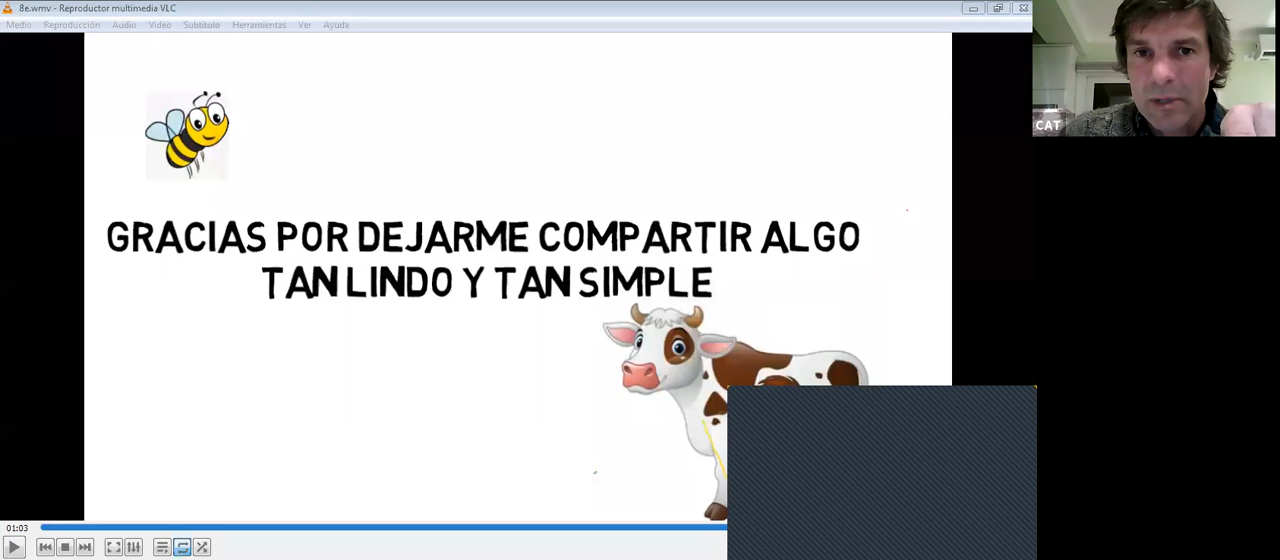 8e.wmv - Reproductor multimedia VLC
Medio Reproducción Audio Video Subtítulo Herramientas Ver Ayuda
CAT
GRACIAS POR DEJARME COMPARTIR ALGO
TAN LINDO Y TAN SIMPLE
01:03